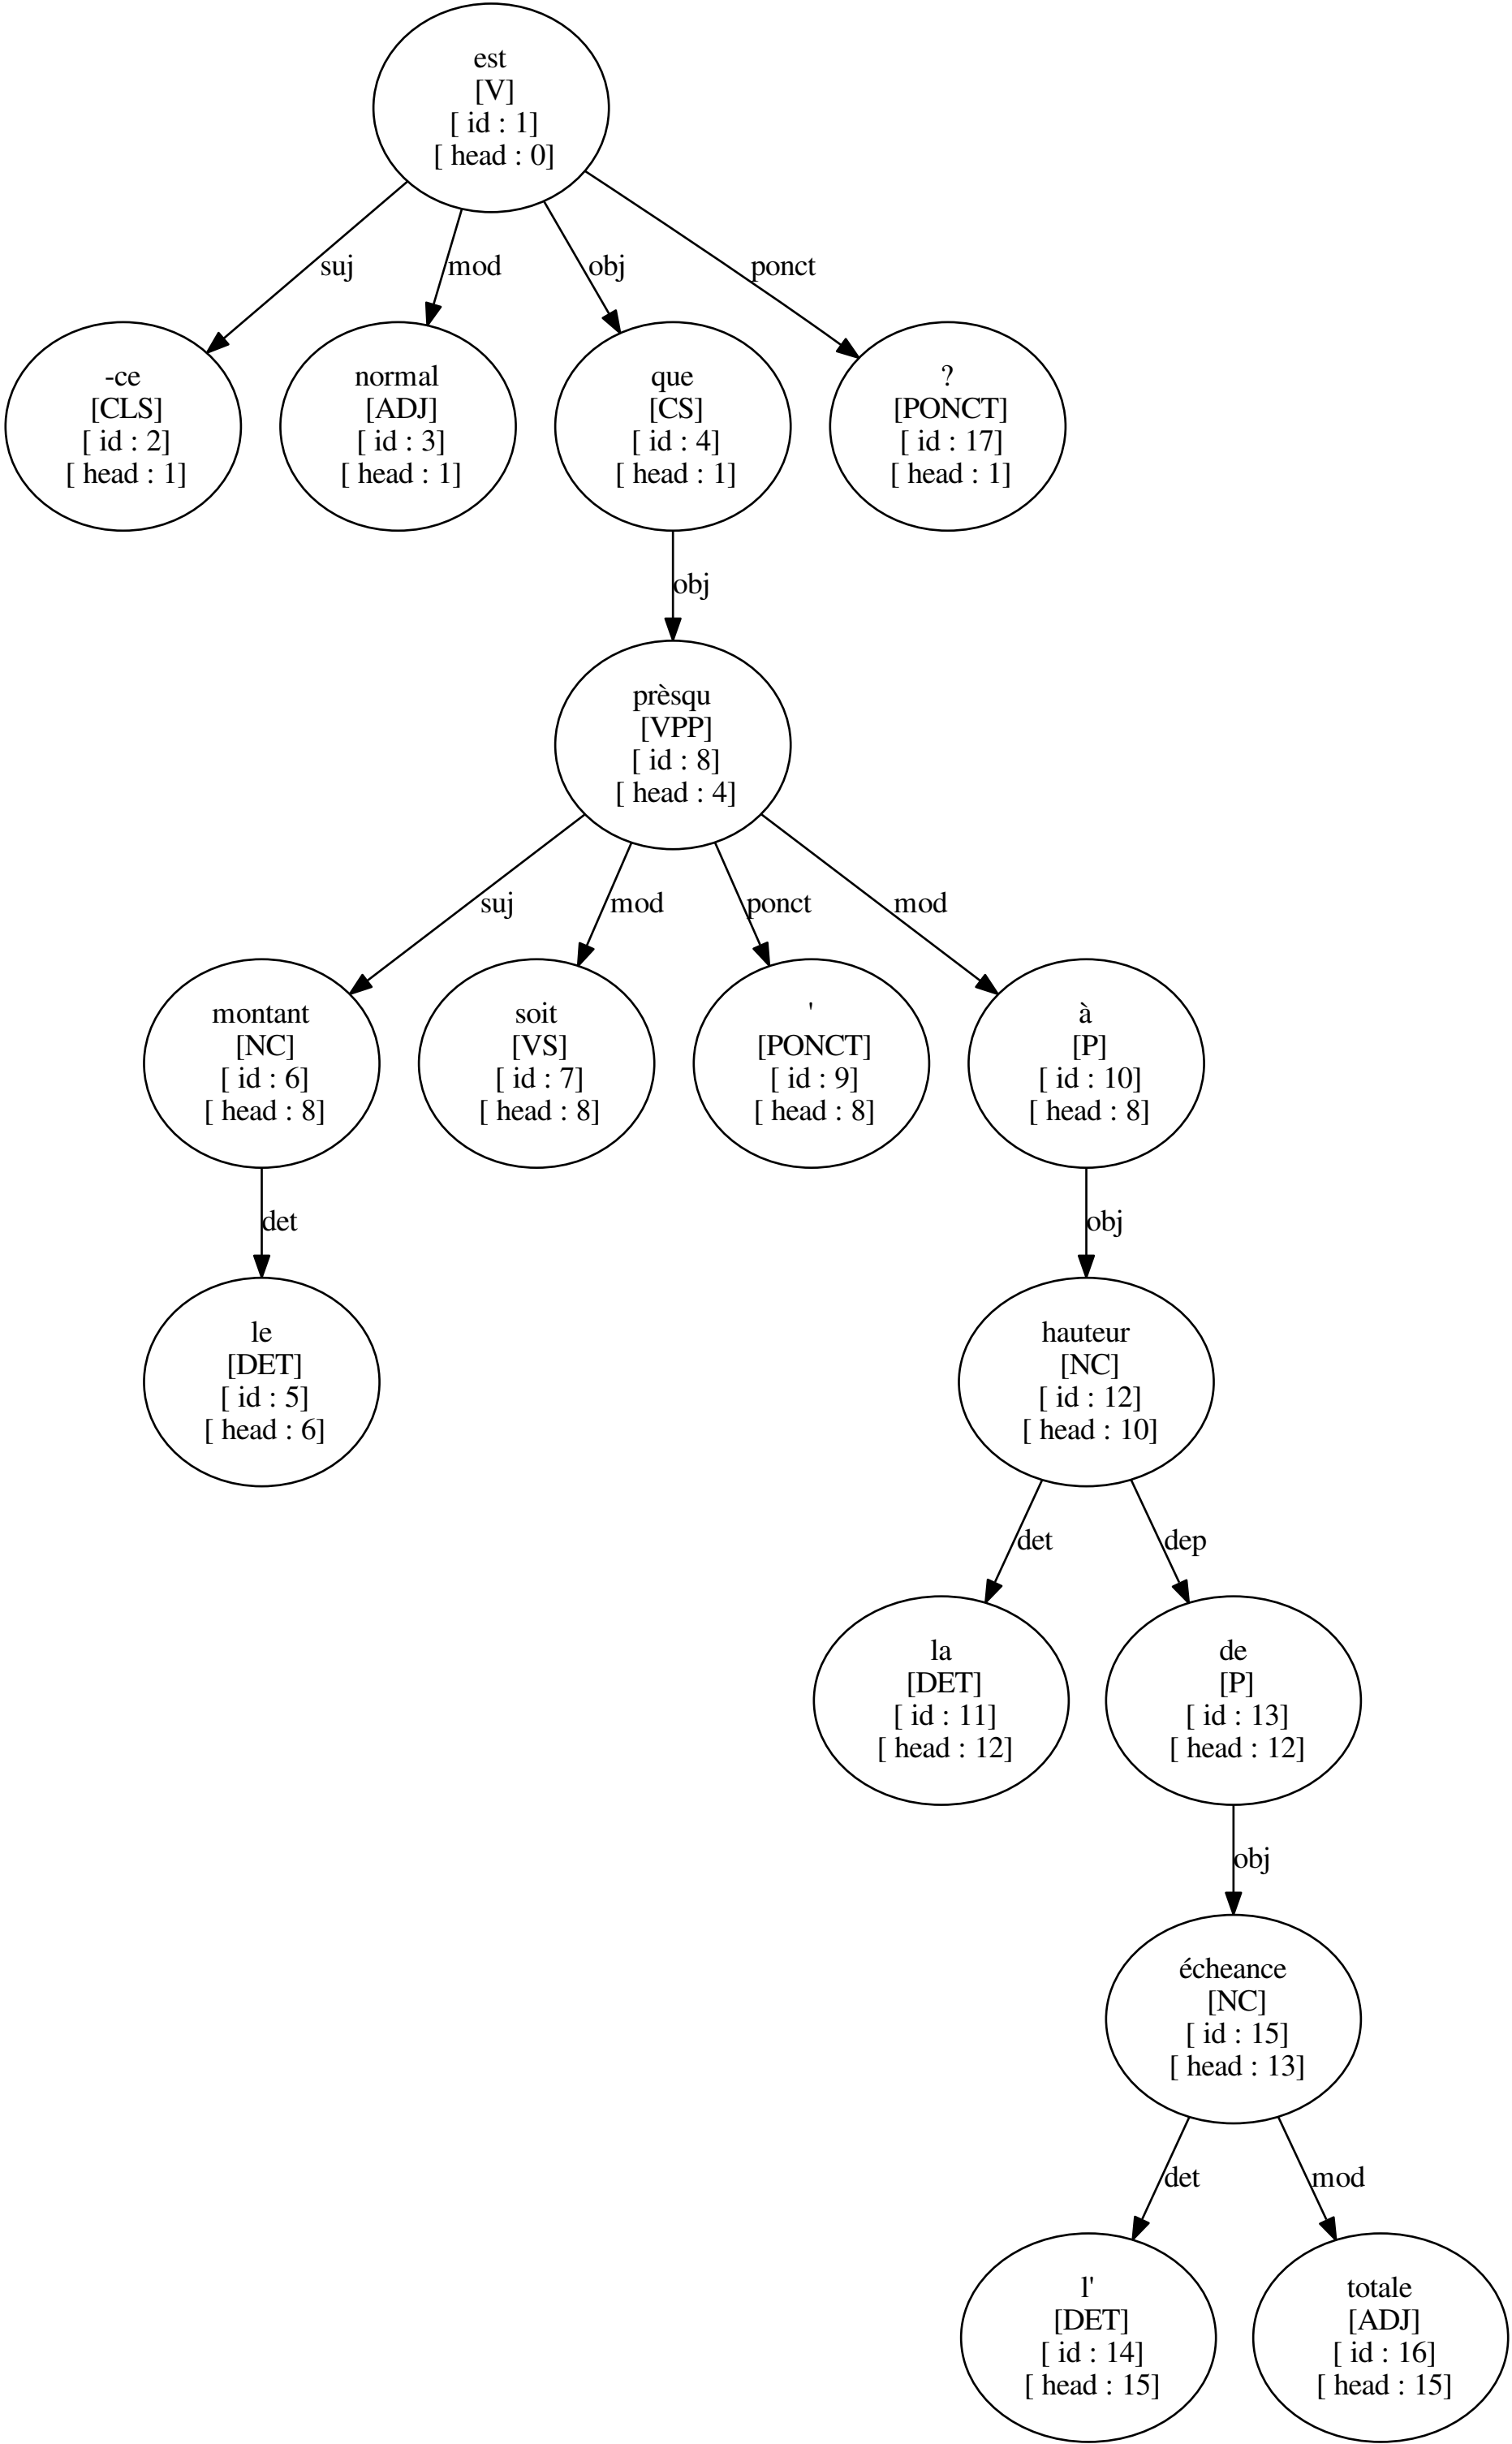 est
[V]
[ id : 1]
[ head : 0]
suj
mod
obj
ponct
-ce
[CLS]
[ id : 2]
[ head : 1]
normal
[ADJ]
[ id : 3]
[ head : 1]
que
[CS]
[ id : 4]
[ head : 1]
?
[PONCT]
[ id : 17]
[ head : 1]
obj
prèsqu
[VPP]
[ id : 8]
[ head : 4]
suj
mod
ponct
mod
montant
[NC]
[ id : 6]
[ head : 8]
soit
[VS]
[ id : 7]
[ head : 8]
'
[PONCT]
[ id : 9]
[ head : 8]
à
[P]
[ id : 10]
[ head : 8]
det
obj
le
[DET]
[ id : 5]
[ head : 6]
hauteur
[NC]
[ id : 12]
[ head : 10]
det
dep
la
[DET]
[ id : 11]
[ head : 12]
de
[P]
[ id : 13]
[ head : 12]
obj
écheance
[NC]
[ id : 15]
[ head : 13]
det
mod
l'
[DET]
[ id : 14]
[ head : 15]
totale
[ADJ]
[ id : 16]
[ head : 15]